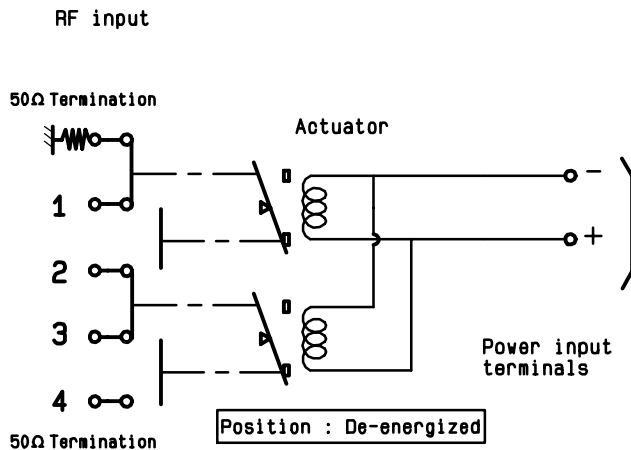 RF input
50Ω Termination
Actuator
1
2
3
4
-
+
Power input
terminals
Position : De-energized
50Ω Termination